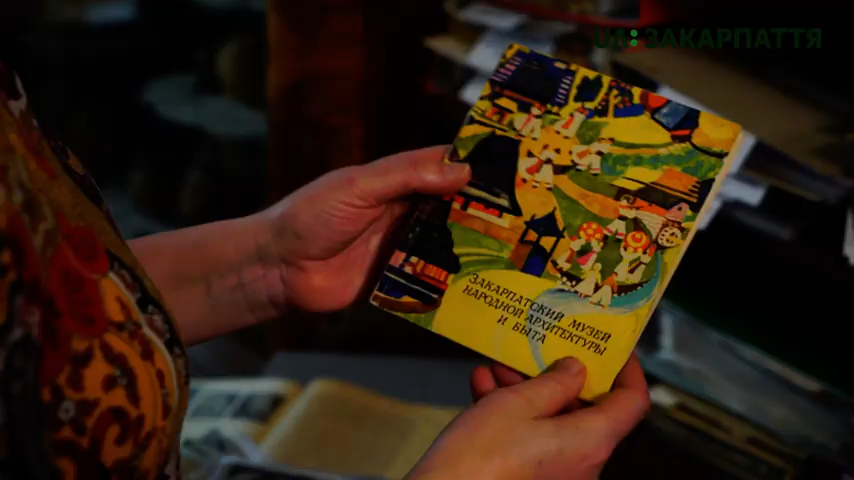 UA: ЗАКАРПАТТЯ
ЗАКАРПАТСКИЙ МУЗЕЙ
НАРОДНОЙ АРХИТЕКТУРЫ
И БЫТА